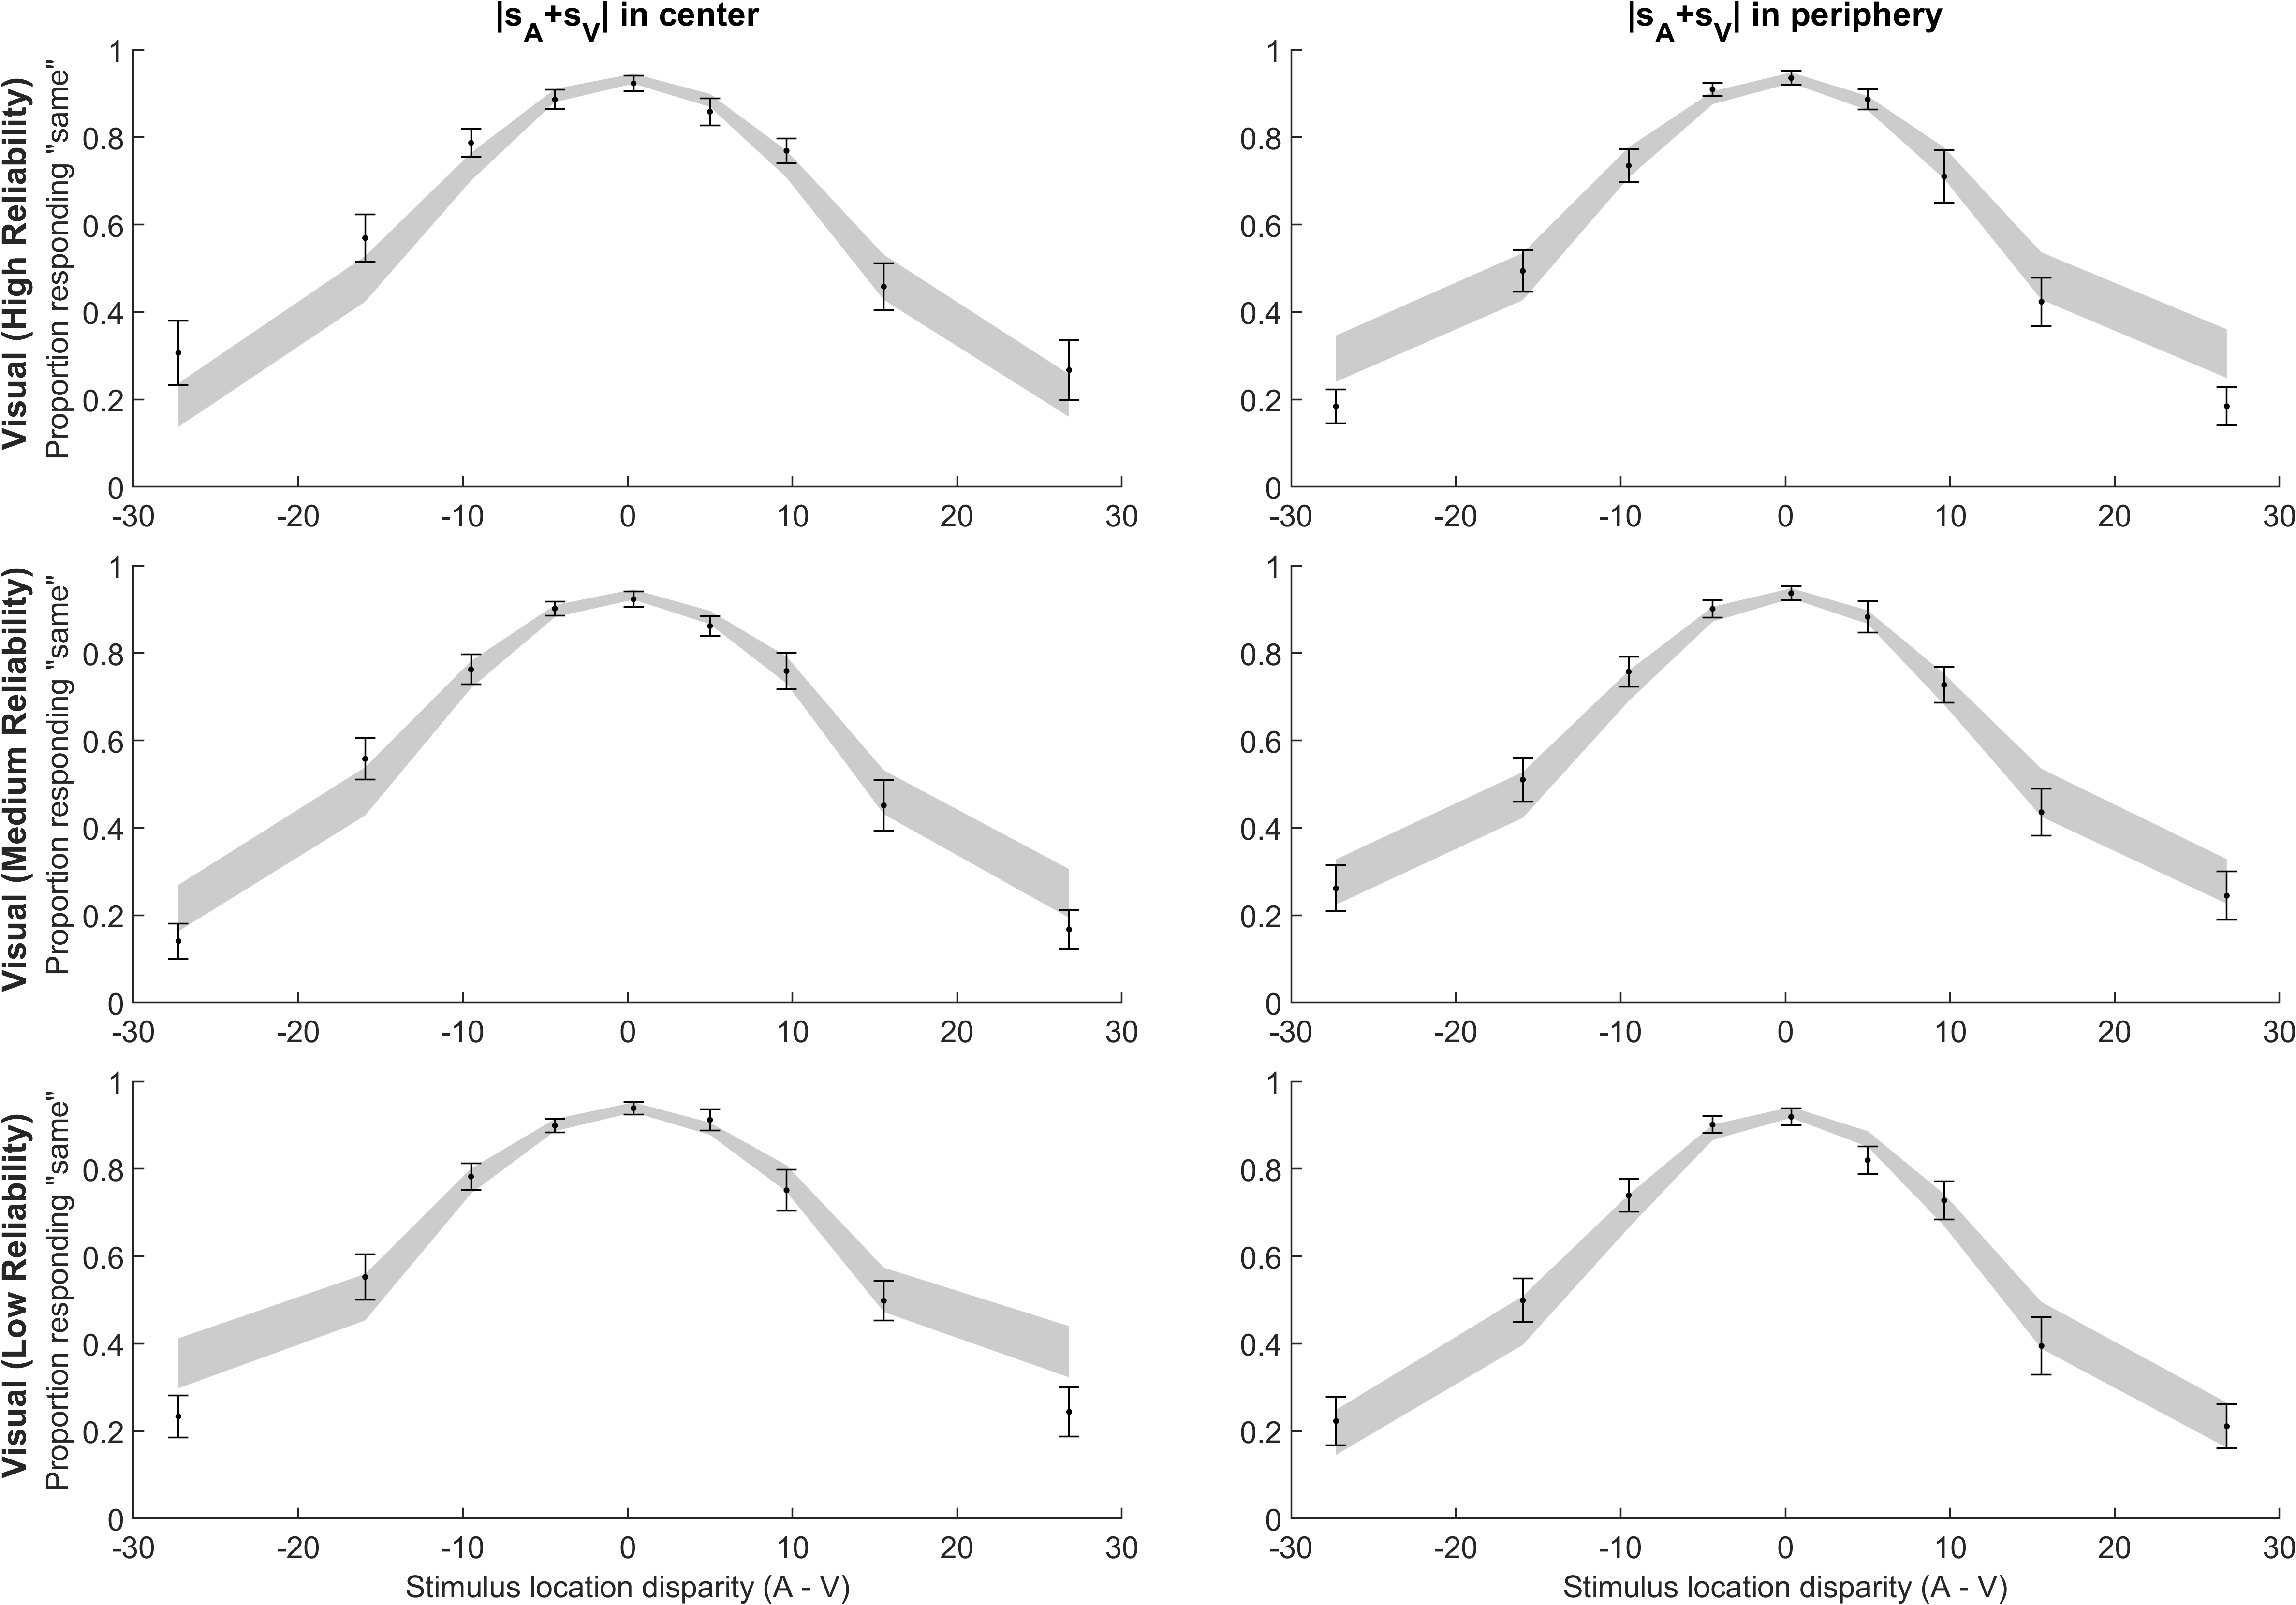 |sA+sV| in center
|sA+sV| in periphery
Visual (High Reliability)
Proportion responding "same"
1
0.8
0.6
0.4
0.2
0
-30 -20 -10 0 10 20 30
1
0.8
0.6
0.4
0.2
0
-30 -20 -10 0 10 20 30
Visual (Medium Reliability)
Proportion responding "same"
1
0.8
0.6
0.4
0.2
0
-30 -20 -10 0 10 20 30
1
0.8
0.6
0.4
0.2
0
-30 -20 -10 0 10 20 30
Visual (Low Reliability)
Proportion responding "same"
1
0.8
0.6
0.4
0.2
0
-30 -20 -10 0 10 20 30
Stimulus location disparity (A - V)
1
0.8
0.6
0.4
0.2
0
-30 -20 -10 0 10 20 30
Stimulus location disparity (A - V)